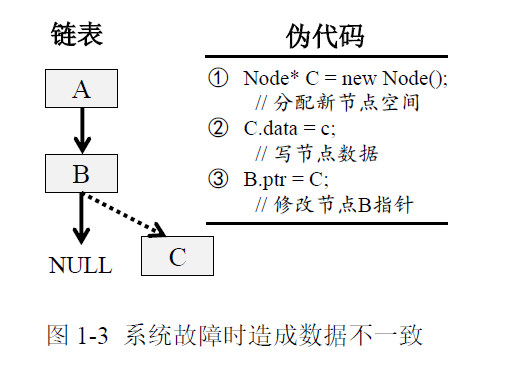 链表
A
B
NULL
C
伪代码
① Node* C = new Node();
// 分配新节点空间
② C.data = c;
// 写节点数据
③ B.ptr = C;
// 修改节点B指针
图 1-3 系统故障时造成数据不一致